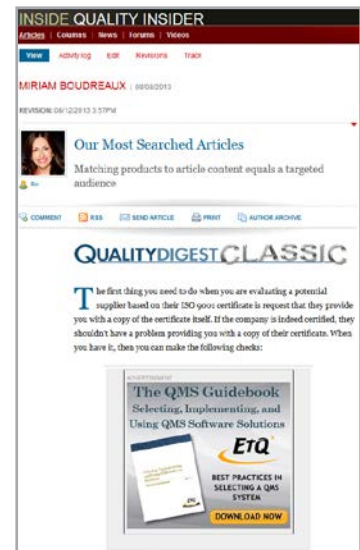 INSIDE QUALITY INSIDER
Articles | Columns | News | Forums | Videos
View Activity log Edit Revisions Track
MIRIAM BOUDREAUX | 08/08/2013
REVISION: 08/12/2013 3:57PM
Our Most Searched Articles
Matching products to article content equals a targeted
audience
Bio
COMMENT RSS SEND ARTICLE PRINT AUTHOR ARCHIVE
QUALITYDIGEST CLASSIC
The first thing you need to do when you are evaluating a potential
supplier based on their ISO 9001 certificate is request that they provide
you with a copy of the certificate itself. If the company is indeed certified, they
shouldn't have a problem providing you with a copy of their certificate. When
you have it, then you can make the following checks:
ADVERTISEMENT
The QMS Guidebook
Selecting, Implementing, and
Using QMS Software Solutions
ETQ
BEST PRACTICES IN
SELECTING A QMS
SYSTEM
DOWNLOAD NOW